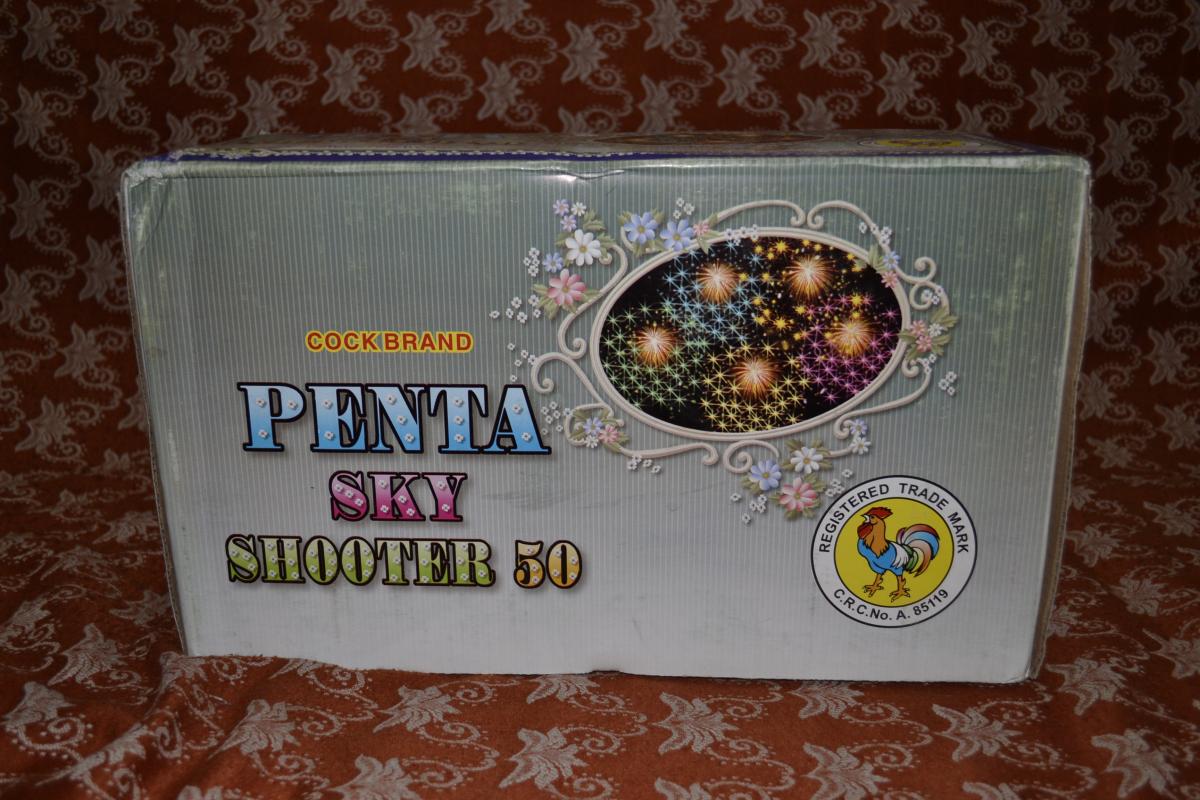 COCK BRAND
PENTA
SKY
SHOOTER 50
REGISTERED TRADE MARK
C.R.C.No. A. 85119